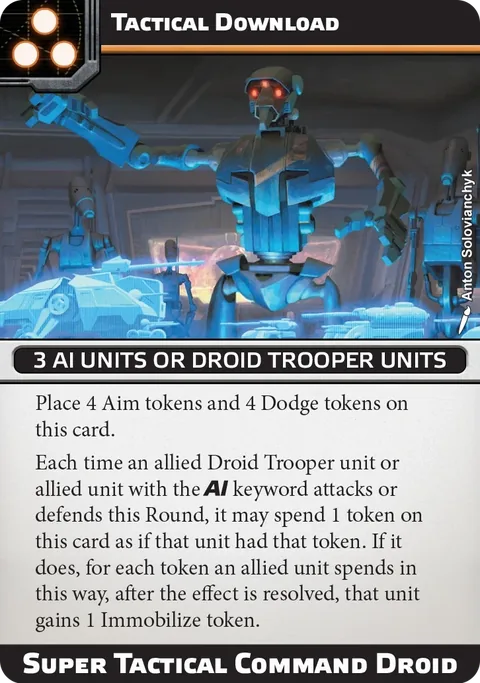 TACTICAL DOWNLOAD
Anton Solovianchyk
3 AI UNITS OR DROID TROOPER UNITS
Place 4 Aim tokens and 4 Dodge tokens on
this card.
Each time an allied Droid Trooper unit or
allied unit with the AI keyword attacks or
defends this Round, it may spend 1 token on
this card as if that unit had that token. If it
does, for each token an allied unit spends in
this way, after the effect is resolved, that unit
gains 1 Immobilize token.
SUPER TACTICAL COMMAND DROID